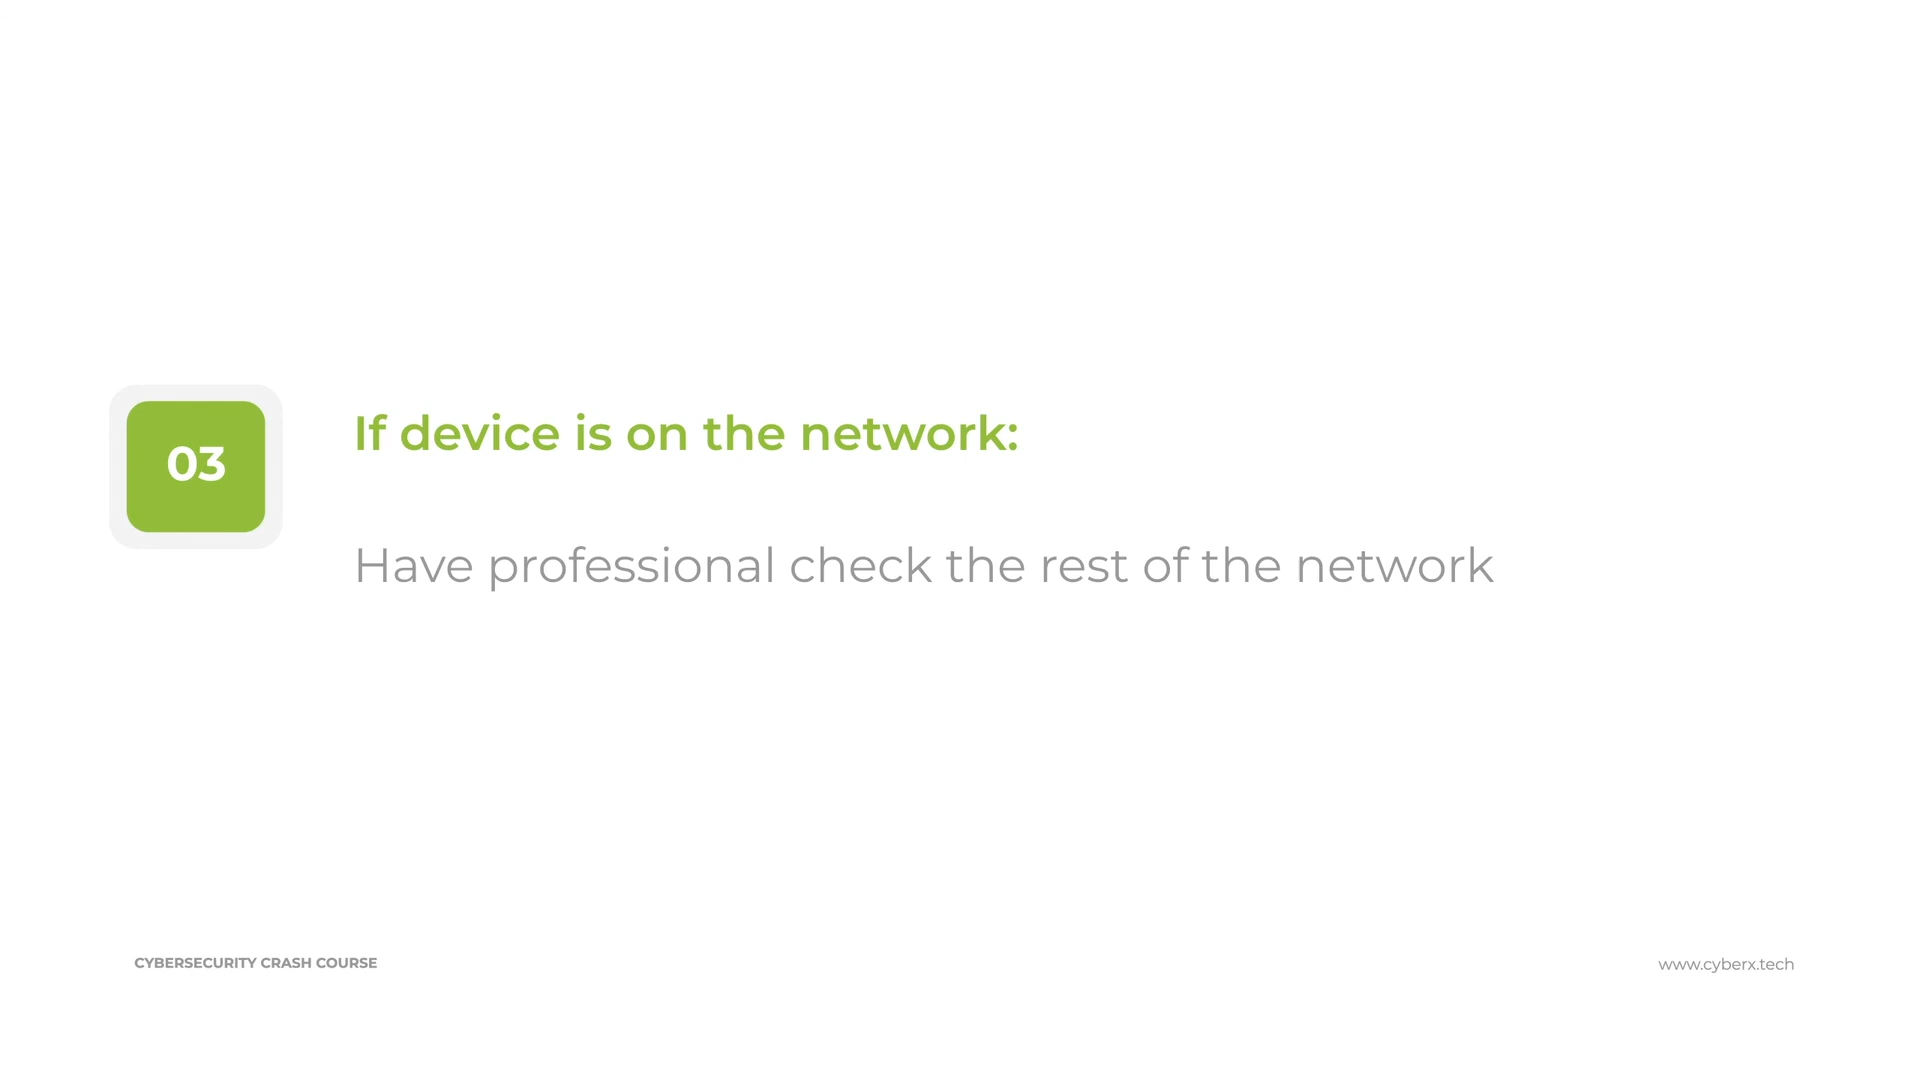 03
If device is on the network:
Have professional check the rest of the network
CYBERSECURITY CRASH COURSE
www.cyberx.tech